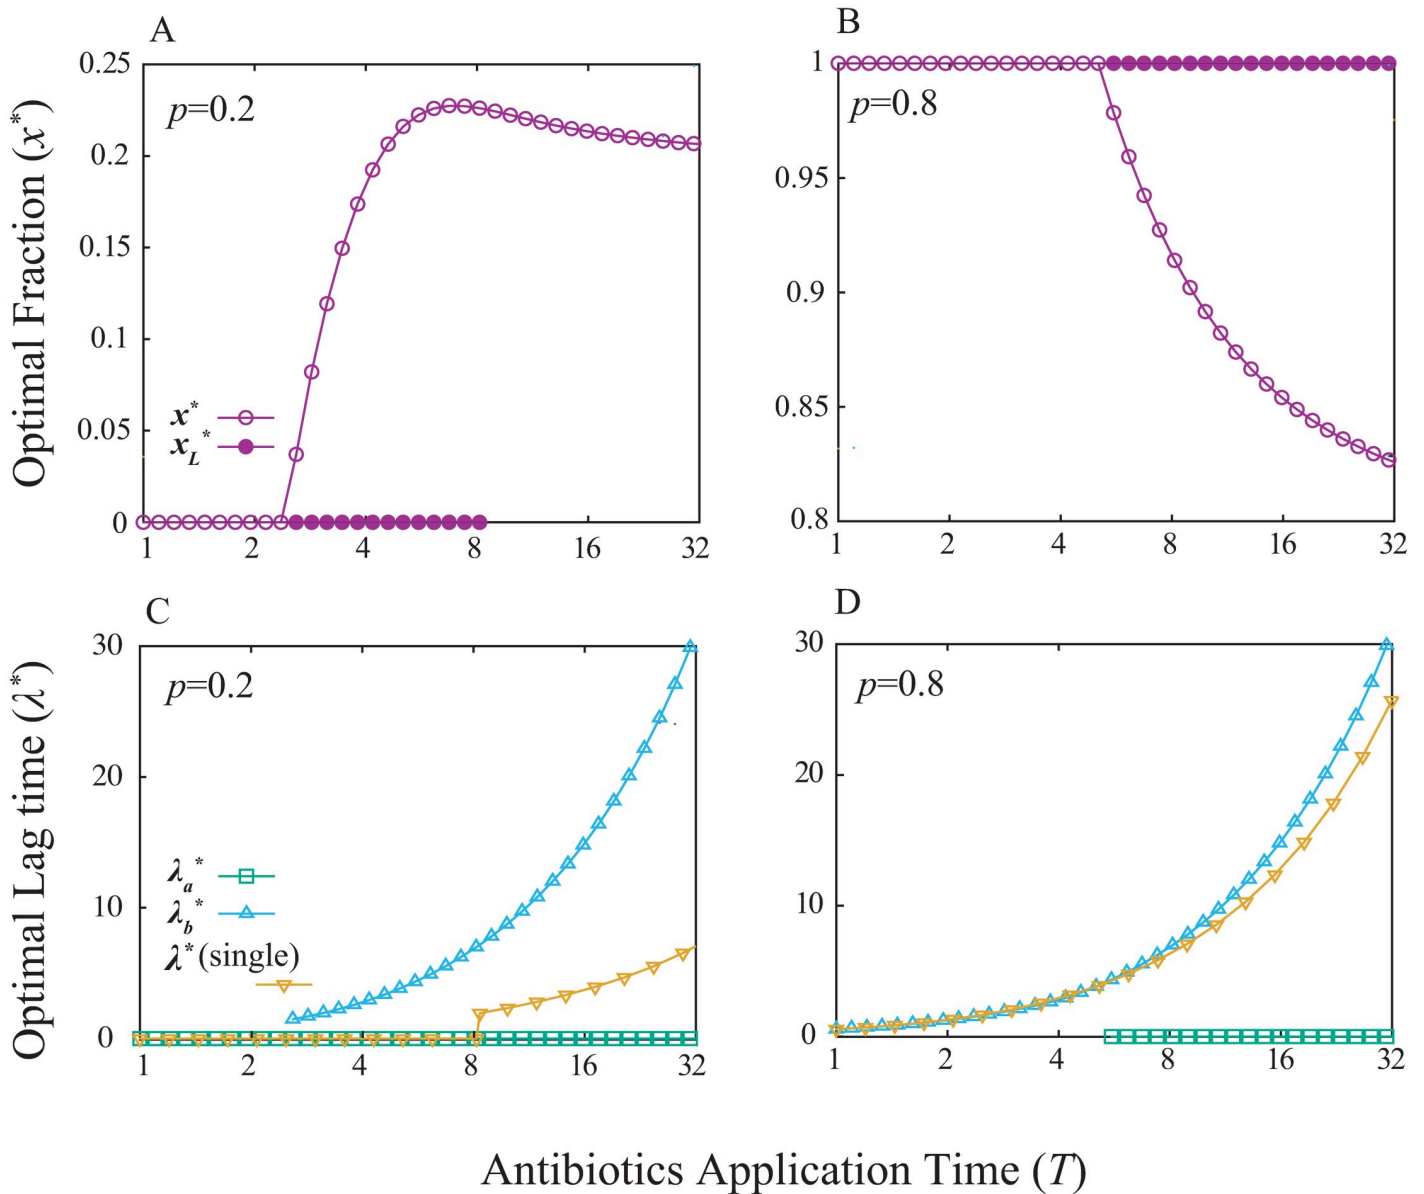 A
p=0.2
0.25
0.2
0.15
0.1
0.05
0
x*
x_L*
1 2 4 8 16 32
B
p=0.8
1
0.95
0.9
0.85
0.8
1 2 4 8 16 32
Optimal Fraction (x*)
C
p=0.2
30
20
10
0
λ_a*
λ_b*
λ* (single)
1 2 4 8 16 32
D
p=0.8
30
20
10
0
1 2 4 8 16 32
Optimal Lag time (λ*)
Antibiotics Application Time (T)